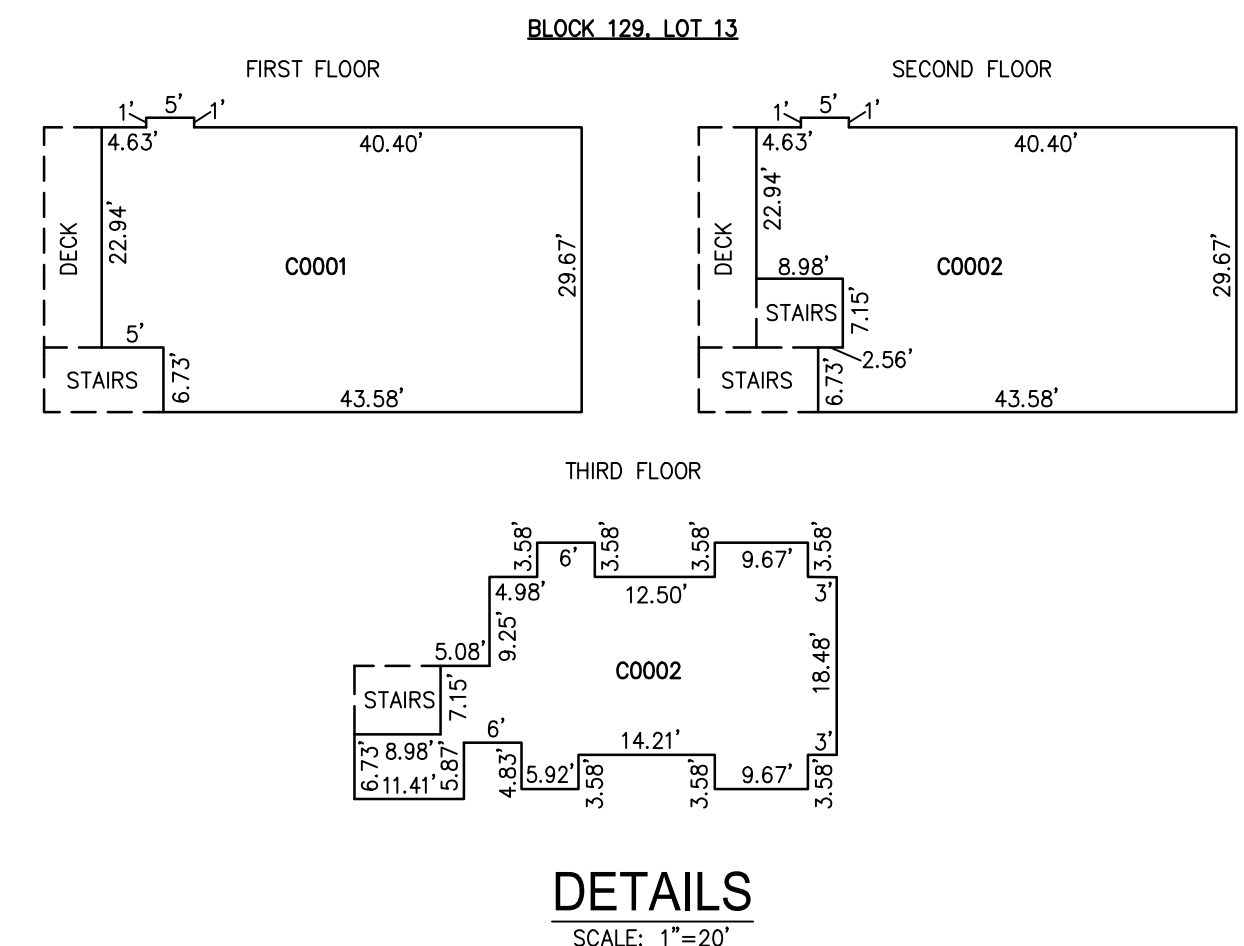 BLOCK 129, LOT 13
FIRST FLOOR
1' 5' 1'
4.63' 40.40'
DECK
22.94'
C0001
29.67'
5'
STAIRS
6.73'
43.58'
SECOND FLOOR
1' 5' 1'
4.63' 40.40'
DECK
22.94'
C0002
29.67'
8.98'
STAIRS
7.15'
2.56'
STAIRS
6.73'
43.58'
THIRD FLOOR
3.58' 6' 3.58' 3.58' 9.67' 3.58'
4.98' 12.50' 3'
9.25'
5.08'
C0002
18.48'
STAIRS
7.15'
6' 14.21' 3'
6.73' 8.98' 5.87'
11.41' 4.83' 5.92' 3.58' 3.58' 9.67' 3.58'
DETAILS
SCALE: 1"=20'